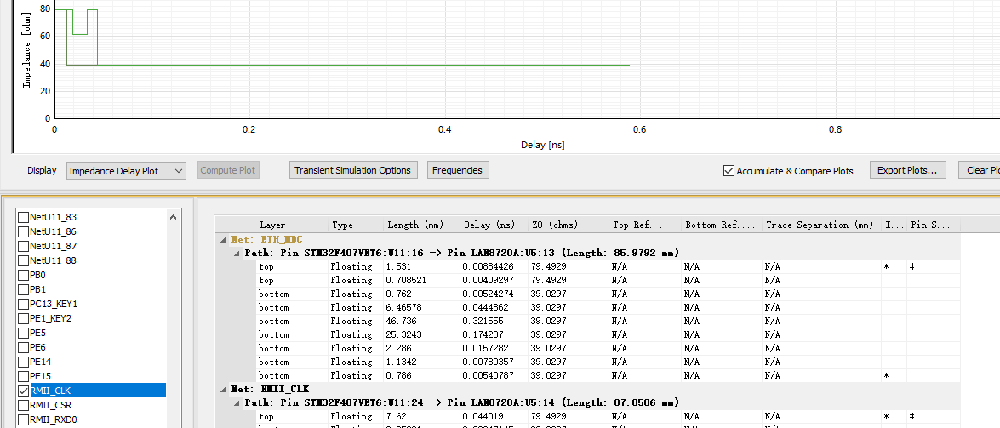 80
60
40
20
0
Impedance [ohm]
0 0.2 0.4 0.6 0.8
Delay [ns]
Display Impedance Delay Plot Compute Plot Transient Simulation Options Frequencies Accumulate & Compare Plots Export Plots... Clear Plo
NetU11_83
NetU11_86
NetU11_87
NetU11_88
PB0
PB1
PC13_KEY1
PE1_KEY2
PE5
PE6
PE14
PE15
RMII_CLK
RMII_CSR
RMII_RXD0
Layer Type Length (mm) Delay (ns) Z0 (ohms) Top Ref. ... Bottom Ref.... Trace Separation (mm) I... Pin S...
Net: ETH_MDC
Path: Pin STM32F407VET6:U11:16 -> Pin LAN8720A:U5:13 (Length: 85.9792 mm)
top Floating 1.531 0.00884426 79.4929 N/A N/A N/A * #
top Floating 0.708521 0.00409297 79.4929 N/A N/A N/A
bottom Floating 0.762 0.00524274 39.0297 N/A N/A N/A
bottom Floating 6.46578 0.0444862 39.0297 N/A N/A N/A
bottom Floating 46.736 0.321555 39.0297 N/A N/A N/A
bottom Floating 25.3243 0.174237 39.0297 N/A N/A N/A
bottom Floating 2.286 0.0157282 39.0297 N/A N/A N/A
bottom Floating 1.1342 0.00780357 39.0297 N/A N/A N/A
bottom Floating 0.786 0.00540787 39.0297 N/A N/A N/A *
Net: RMII_CLK
Path: Pin STM32F407VET6:U11:24 -> Pin LAN8720A:U5:14 (Length: 87.0586 mm)
top Floating 7.62 0.0440191 79.4929 N/A N/A N/A * #